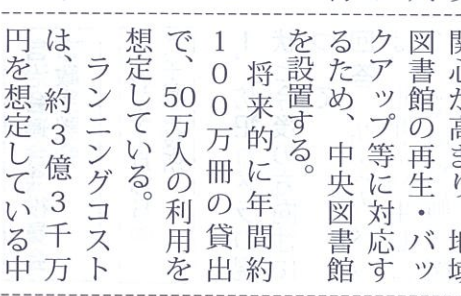 関心が高まり、地域
図書館の再生・バッ
クアップ等に対応す
るため、中央図書館
を設置する。
将来的に年間約
100万冊の貸出
で、50万人の利用を
想定している。
ランニングコスト
は、約3億3千万
円を想定している中